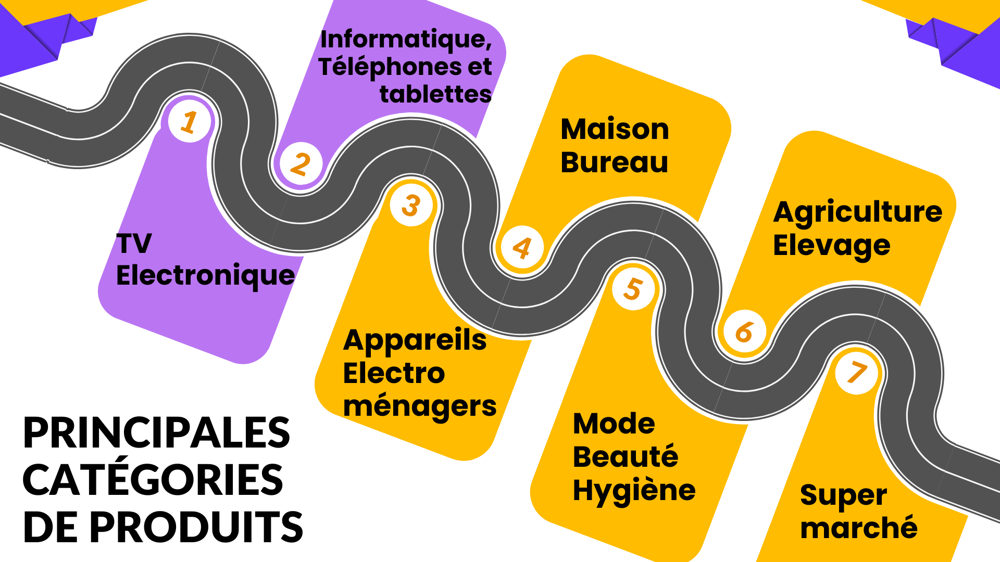 1
TV
Electronique
2
Informatique,
Téléphones et
tablettes
3
Appareils
Electro
ménagers
4
Maison
Bureau
5
Mode
Beauté
Hygiène
6
Agriculture
Elevage
7
Super
marché
PRINCIPALES
CATÉGORIES
DE PRODUITS